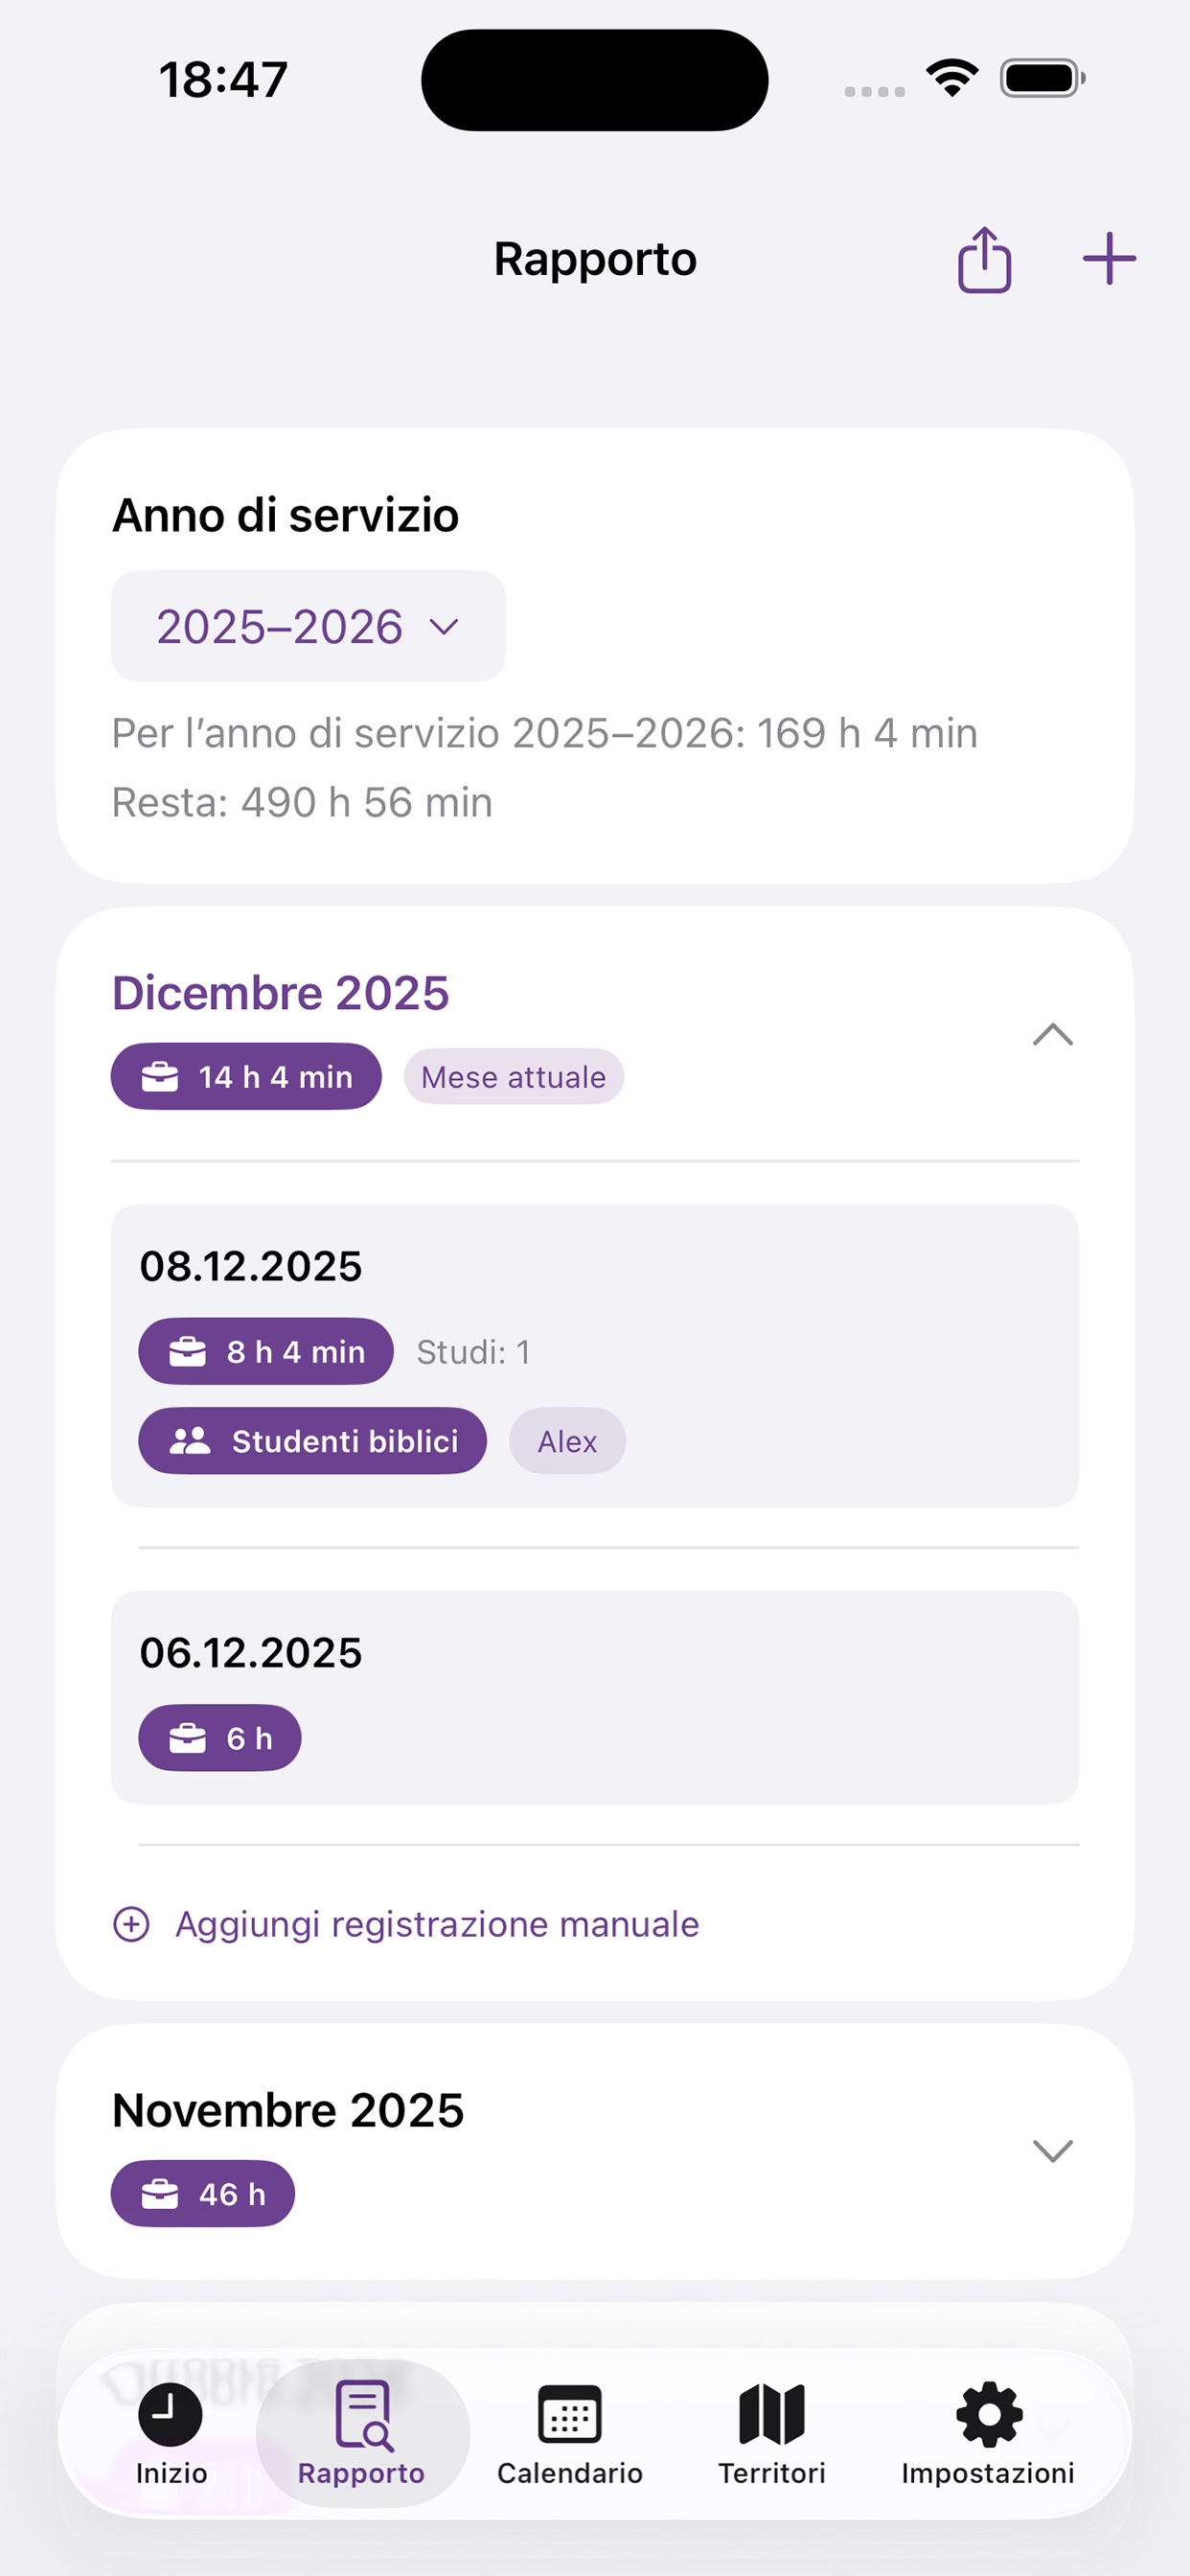 18:47
Rapporto
Anno di servizio
2025–2026
Per l’anno di servizio 2025–2026: 169 h 4 min
Resta: 490 h 56 min
Dicembre 2025
14 h 4 min Mese attuale
08.12.2025
8 h 4 min Studi: 1
Studenti biblici Alex
06.12.2025
6 h
Aggiungi registrazione manuale
Novembre 2025
46 h
Inizio Rapporto Calendario Territori Impostazioni